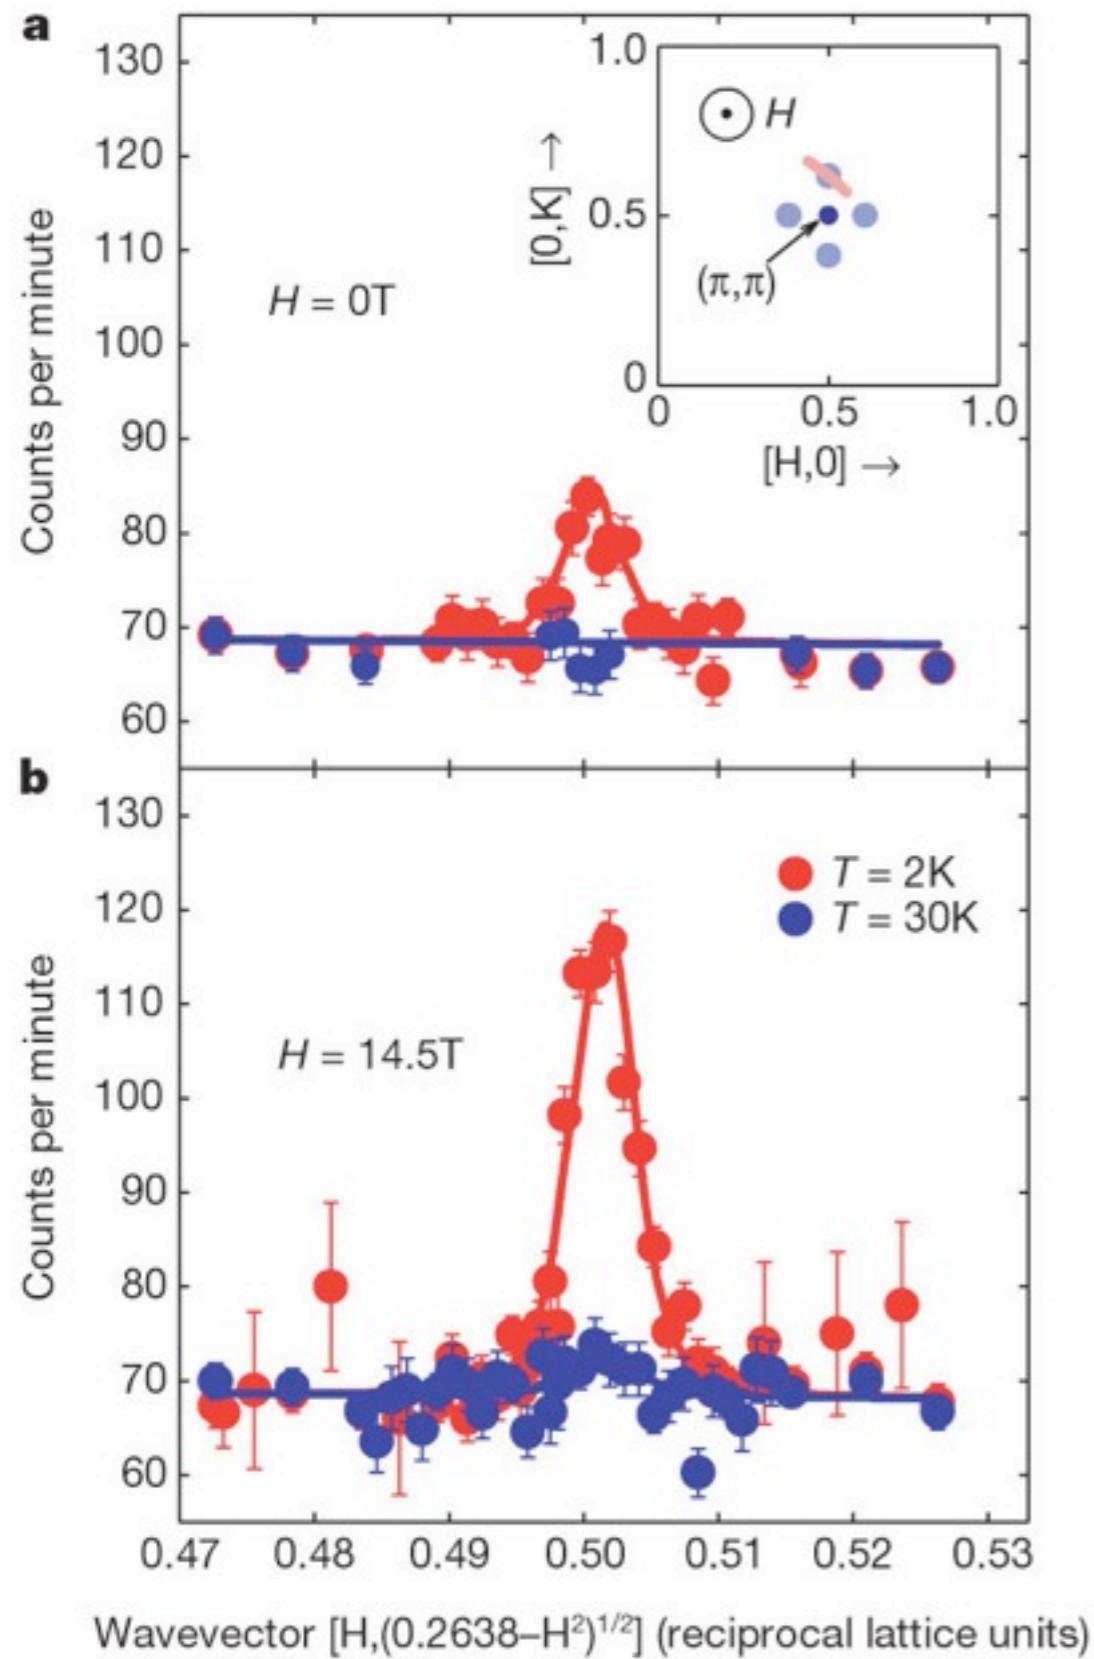 a
130
120
110
100
90
80
70
60
Counts per minute
H = 0T
1.0
0.5
0
[0,K] →
H
(π,π)
0
0.5
1.0
[H,0] →
b
130
120
110
100
90
80
70
60
Counts per minute
T = 2K
T = 30K
H = 14.5T
0.47
0.48
0.49
0.50
0.51
0.52
0.53
Wavevector [H,(0.2638–H²)¹/²] (reciprocal lattice units)